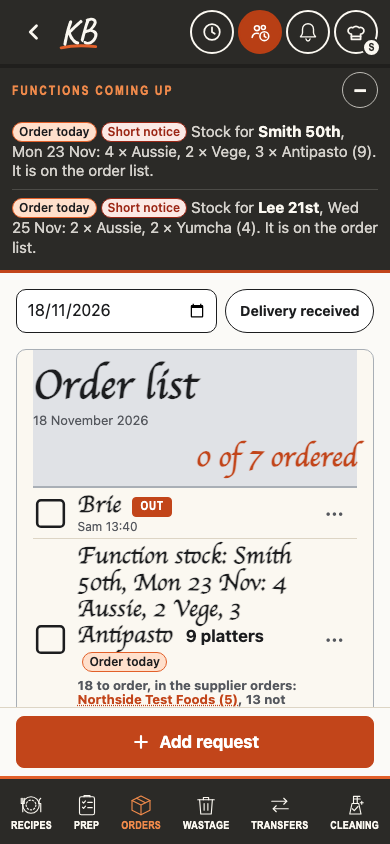 KB
S
FUNCTIONS COMING UP
Order today Short notice Stock for Smith 50th,
Mon 23 Nov: 4 × Aussie, 2 × Vege, 3 × Antipasto (9).
It is on the order list.
Order today Short notice Stock for Lee 21st, Wed
25 Nov: 2 × Aussie, 2 × Yumcha (4). It is on the order
list.
18/11/2026 Delivery received
Order list
18 November 2026
0 of 7 ordered
Brie OUT
Sam 13:40
Function stock: Smith
50th, Mon 23 Nov: 4
Aussie, 2 Vege, 3
Antipasto 9 platters
Order today
18 to order, in the supplier orders:
Northside Test Foods (5), 13 not
+ Add request
RECIPES PREP ORDERS WASTAGE TRANSFERS CLEANING